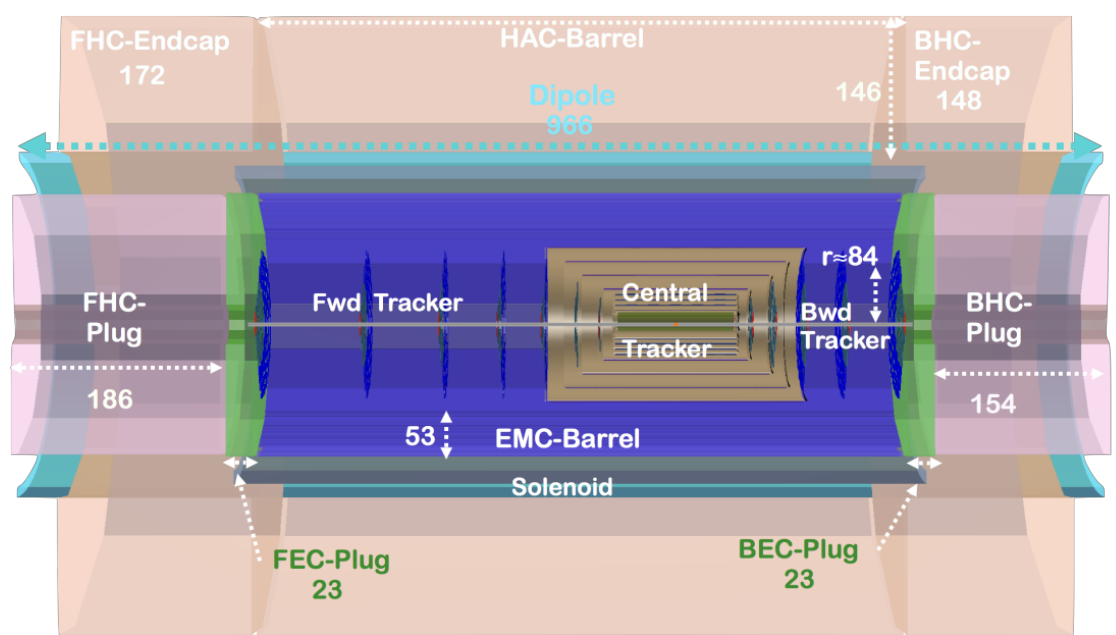 FHC-Endcap
172
HAC-Barrel
BHC-
Endcap
148
146
Dipole
966
r≈84
FHC-
Plug
Fwd Tracker
Central
Tracker
Bwd
Tracker
BHC-
Plug
186
53
EMC-Barrel
154
Solenoid
FEC-Plug
23
BEC-Plug
23